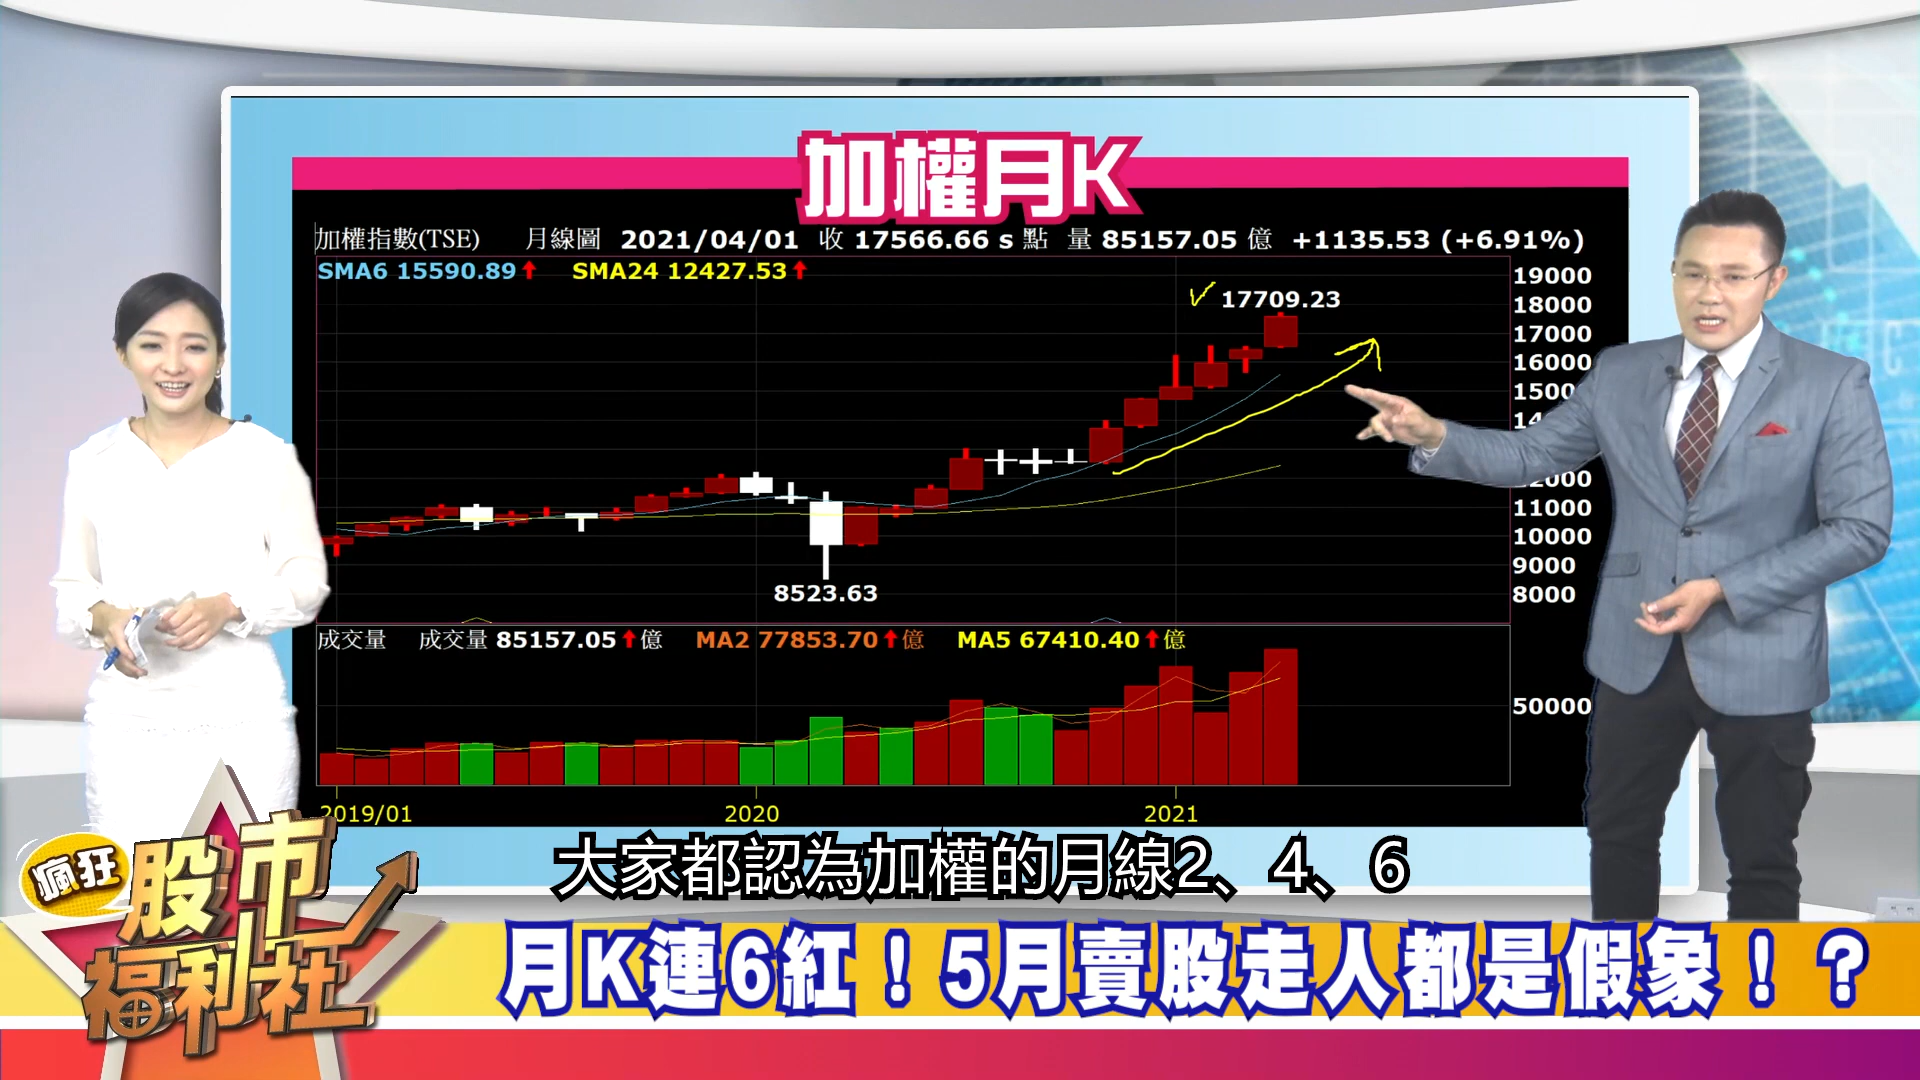 加權月K
加權指數(TSE) 月線圖 2021/04/01 收 17566.66 s 點 量 85157.05 億 +1135.53 (+6.91%)
SMA6 15590.89↑ SMA24 12427.53↑
17709.23
19000
18000
17000
16000
11000
10000
9000
8000
8523.63
成交量 成交量 85157.05↑億 MA2 77853.70↑億 MA5 67410.40↑億
50000
2019/01 2020 2021
大家都認為加權的月線2、4、6
瘋狂
股市
福利社
月K連6紅！5月賣股走人都是假象！？